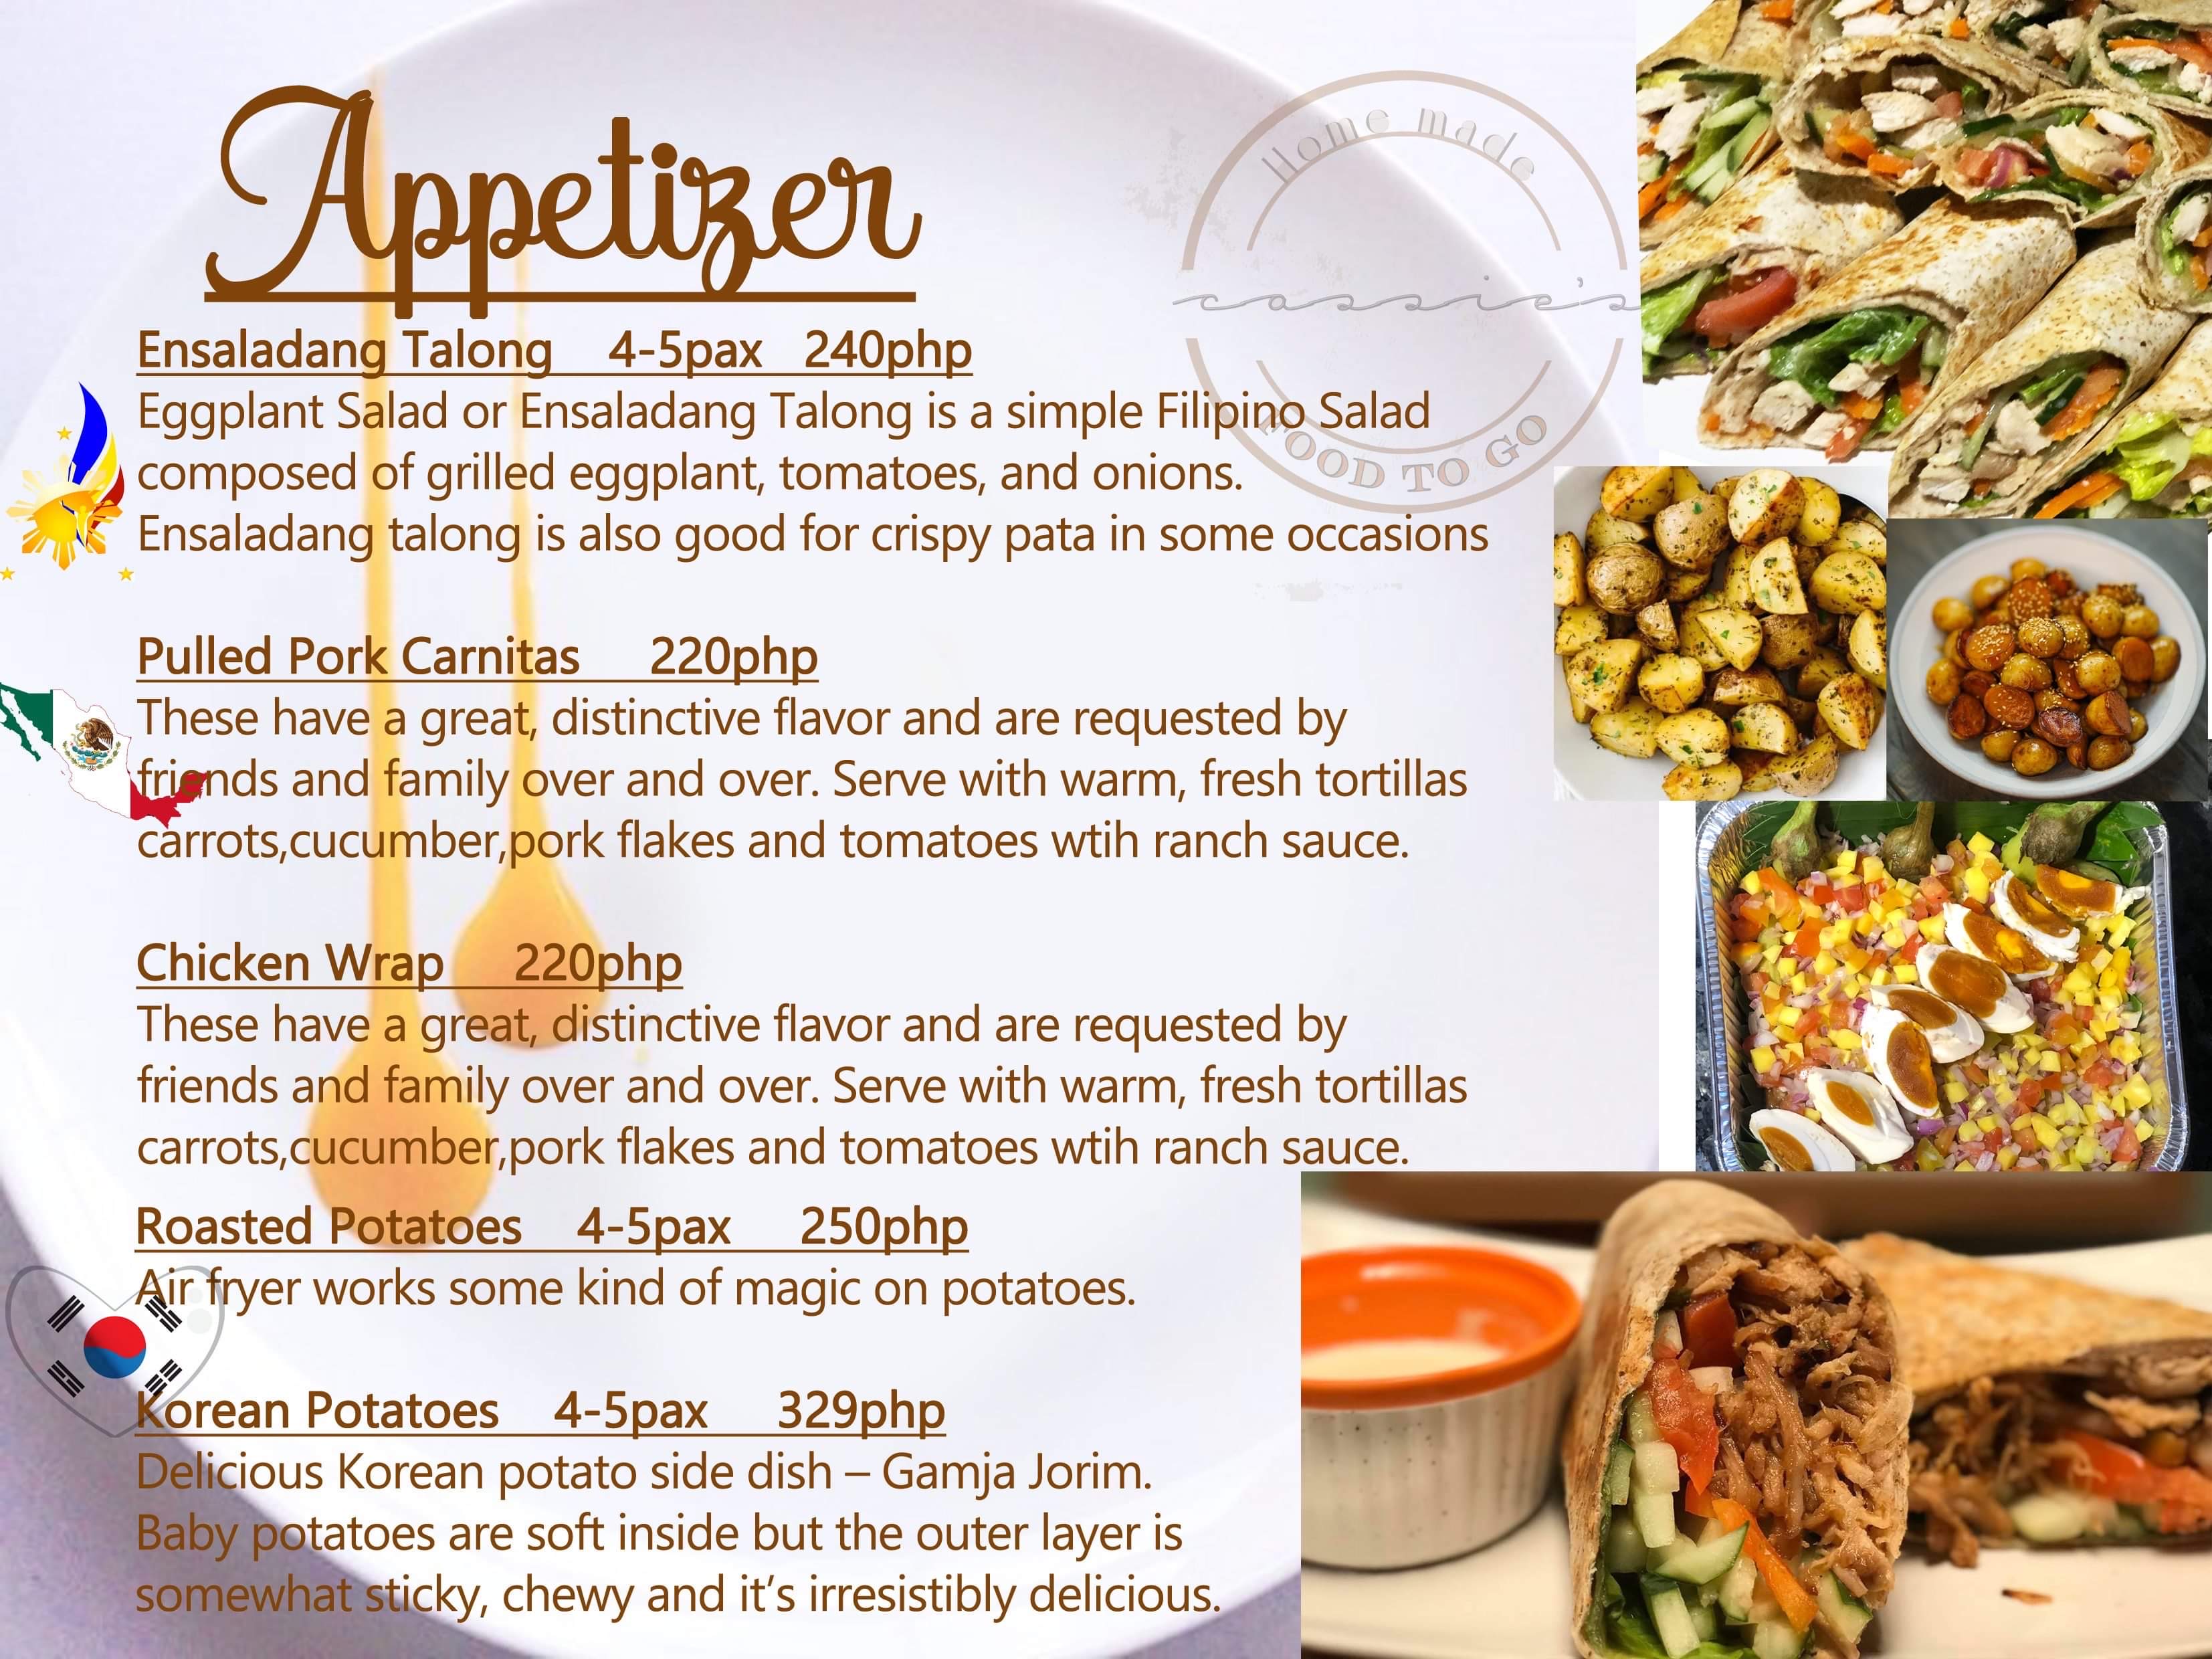 Appetizer
Home made
cassie's
FOOD TO GO
Ensaladang Talong 4-5pax 240php
Eggplant Salad or Ensaladang Talong is a simple Filipino Salad
composed of grilled eggplant, tomatoes, and onions.
Ensaladang talong is also good for crispy pata in some occasions
Pulled Pork Carnitas 220php
These have a great, distinctive flavor and are requested by
friends and family over and over. Serve with warm, fresh tortillas
carrots,cucumber,pork flakes and tomatoes wtih ranch sauce.
Chicken Wrap 220php
These have a great, distinctive flavor and are requested by
friends and family over and over. Serve with warm, fresh tortillas
carrots,cucumber,pork flakes and tomatoes wtih ranch sauce.
Roasted Potatoes 4-5pax 250php
Air fryer works some kind of magic on potatoes.
Korean Potatoes 4-5pax 329php
Delicious Korean potato side dish – Gamja Jorim.
Baby potatoes are soft inside but the outer layer is
somewhat sticky, chewy and it’s irresistibly delicious.